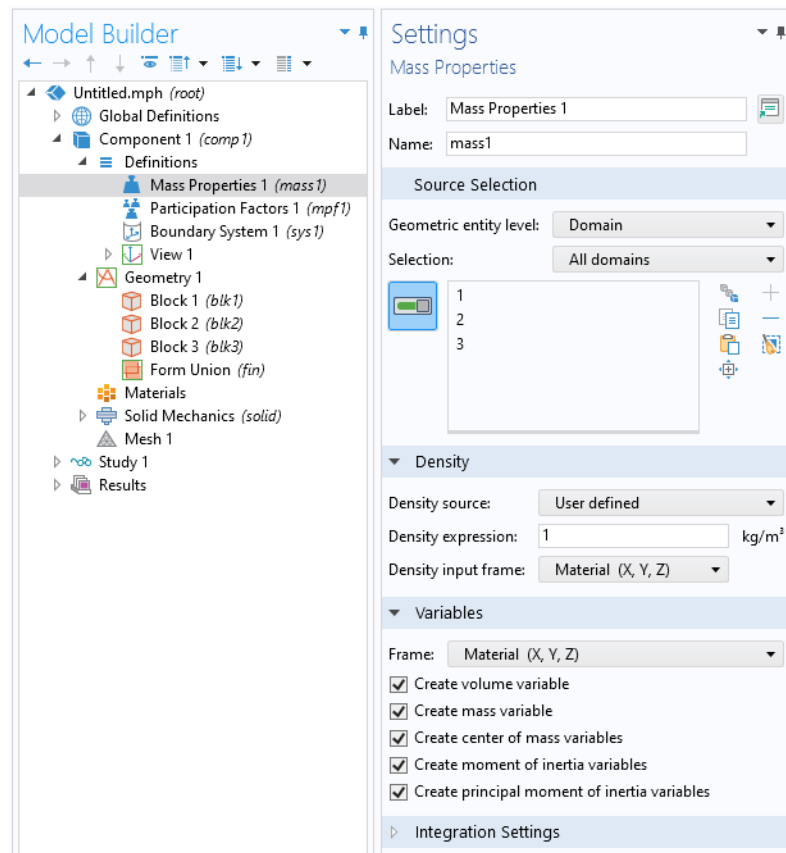 Model Builder
Untitled.mph (root)
Global Definitions
Component 1 (comp1)
Definitions
Mass Properties 1 (mass1)
Participation Factors 1 (mpf1)
Boundary System 1 (sys1)
View 1
Geometry 1
Block 1 (blk1)
Block 2 (blk2)
Block 3 (blk3)
Form Union (fin)
Materials
Solid Mechanics (solid)
Mesh 1
Study 1
Results
Settings
Mass Properties
Label: Mass Properties 1
Name: mass1
Source Selection
Geometric entity level: Domain
Selection: All domains
1
2
3
Density
Density source: User defined
Density expression: 1 kg/m³
Density input frame: Material (X, Y, Z)
Variables
Frame: Material (X, Y, Z)
Create volume variable
Create mass variable
Create center of mass variables
Create moment of inertia variables
Create principal moment of inertia variables
Integration Settings